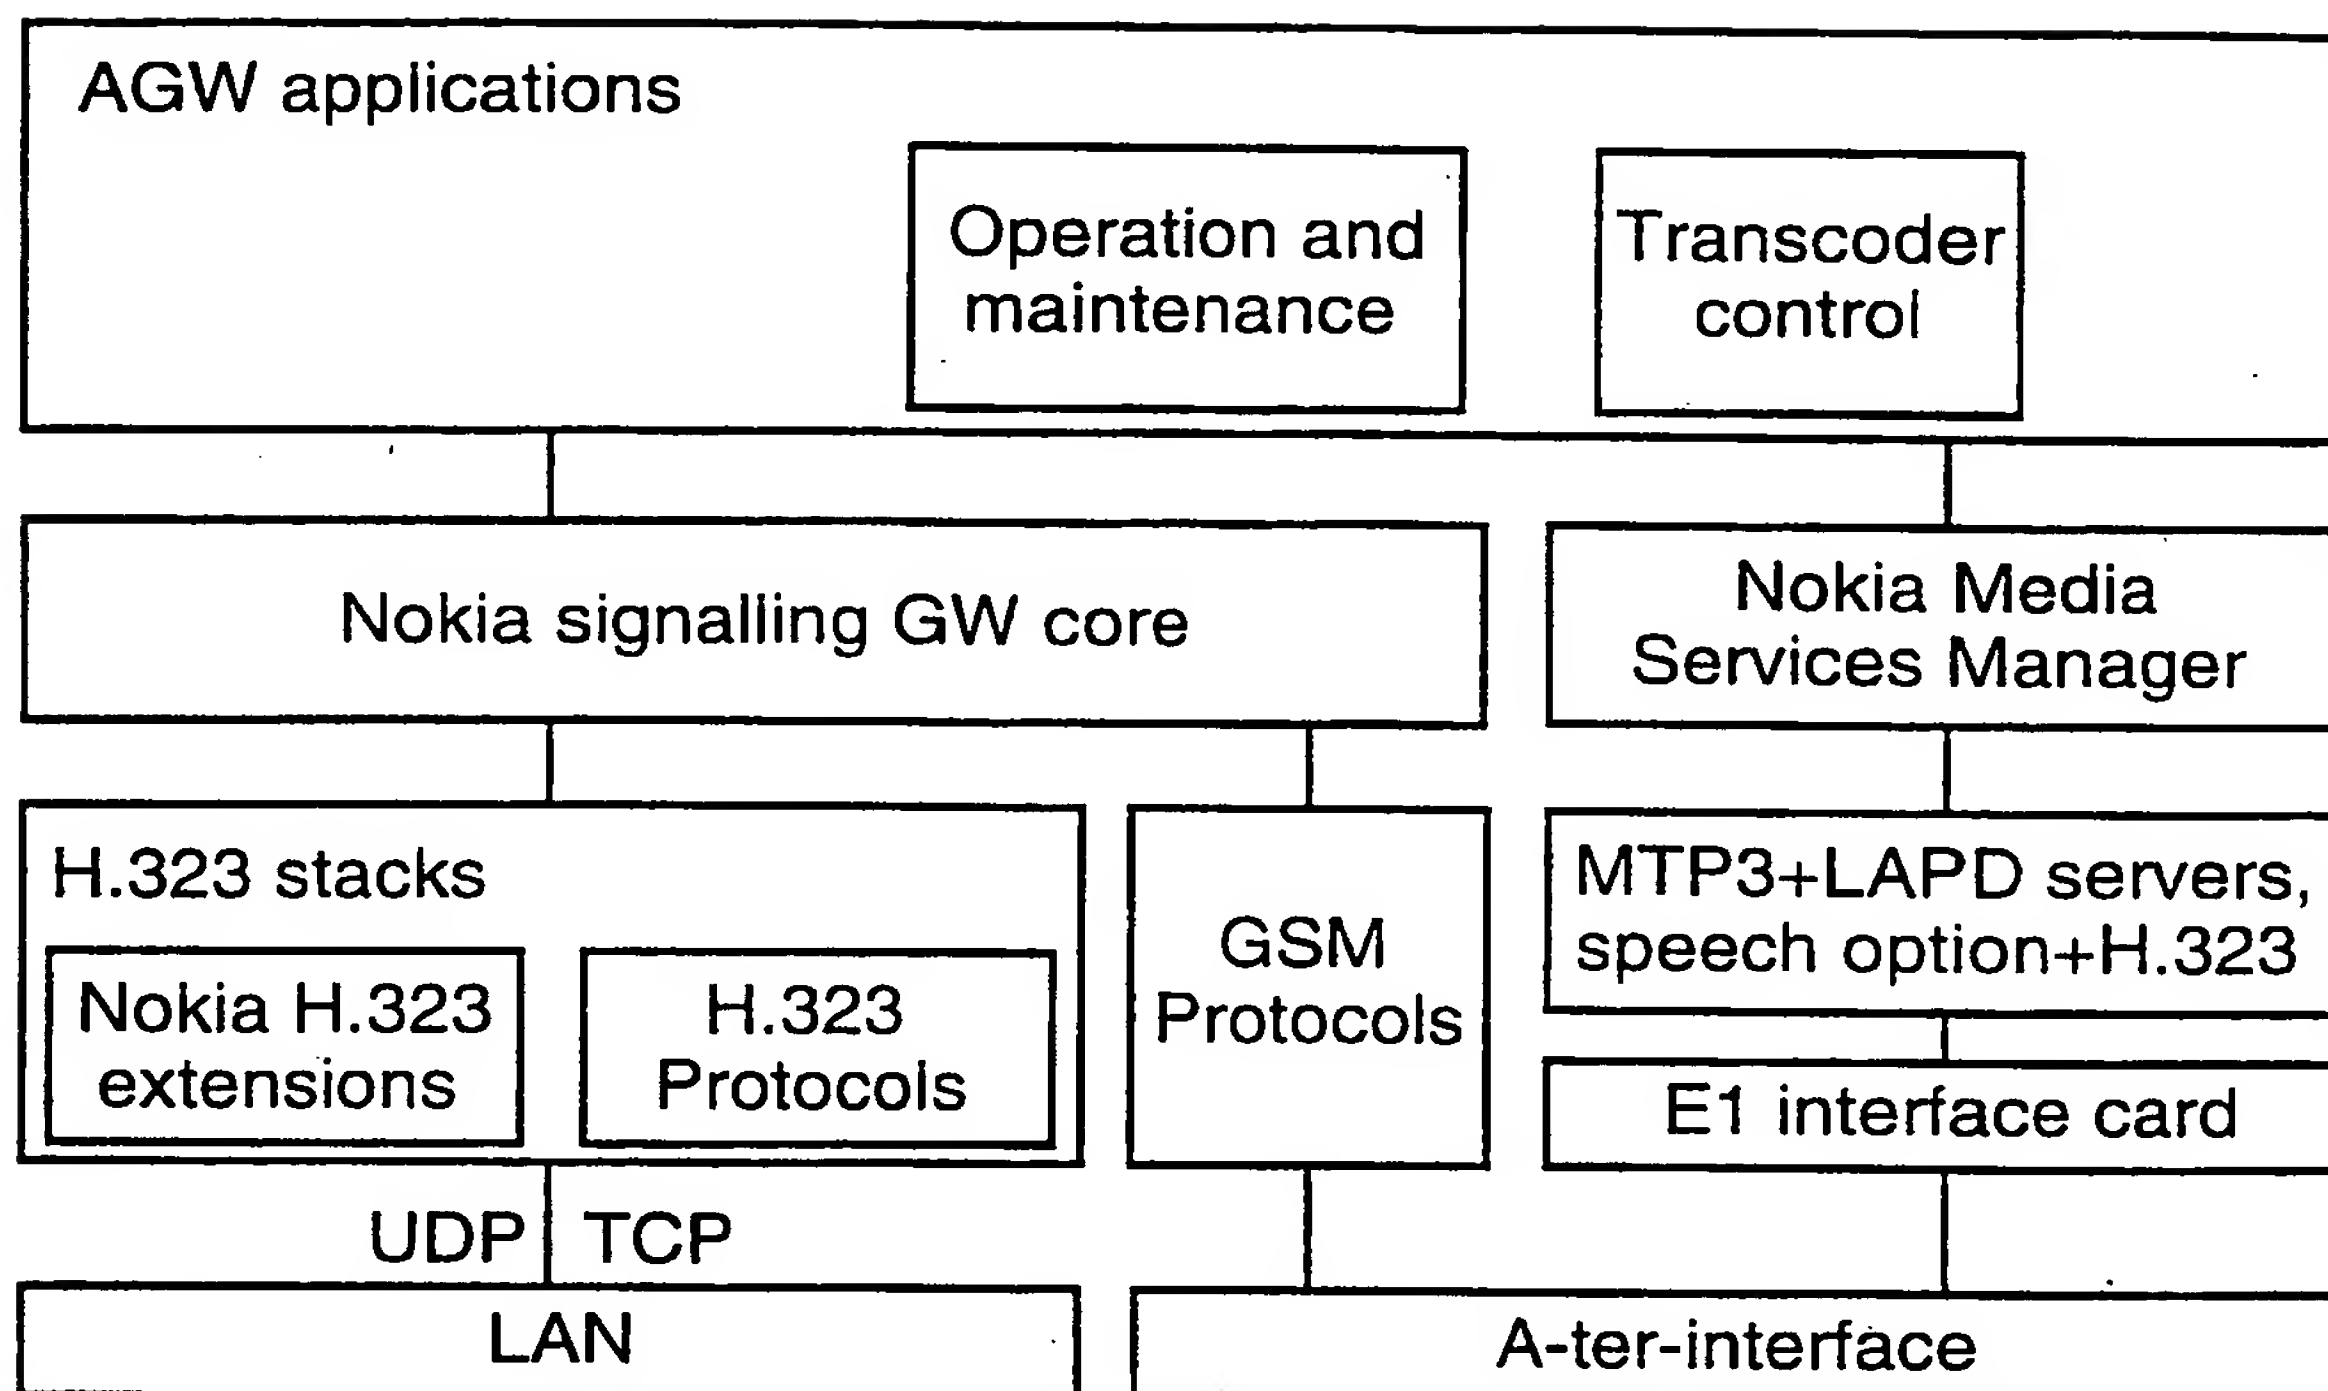 AGW applications
Operation and
maintenance
Transcoder
control
Nokia signalling GW core
Nokia Media
Services Manager
H.323 stacks
Nokia H.323
extensions
H.323
Protocols
GSM
Protocols
MTP3+LAPD servers,
speech option+H.323
E1 interface card
UDP TCP
LAN
A-ter-interface